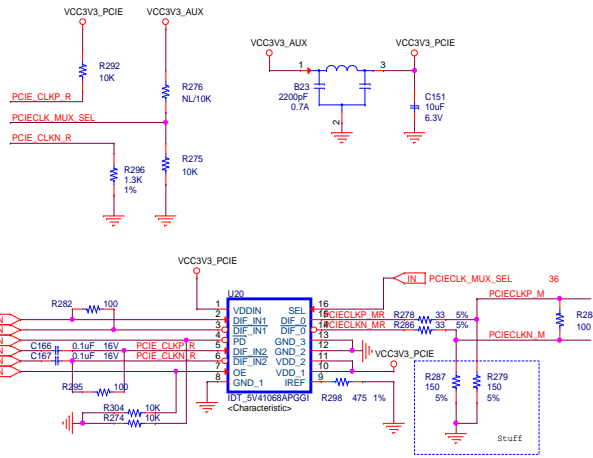 VCC3V3_PCIE
VCC3V3_AUX
R292
10K
R276
NL/10K
PCIE_CLKP_R
PCIECLK_MUX_SEL
PCIE_CLKN_R
R296
1.3K
1%
R275
10K
VCC3V3_AUX
VCC3V3_PCIE
1
3
B23
2200pF
0.7A
2
C151
10uF
6.3V
VCC3V3_PCIE
U20
R282
100
C166
0.1uF
16V
PCIE_CLKP_R
C167
0.1uF
16V
PCIE_CLKN_R
R295
100
R304
10K
R274
10K
1
2
3
4
5
6
7
8
VDDIN
DIF_IN1
DIF_IN1
PD
DIF_IN2
DIF_IN2
OE
GND_1
SEL
DIF_0
DIF_0
GND_3
GND_2
VDD_2
VDD_1
IREF
16
15
14
13
12
11
10
9
IDT_5V41068APGGI
<Characteristic>
IN
PCIECLK_MUX_SEL
36
PCIECLKP_MR
R278
33
5%
PCIECLKN_MR
R286
33
5%
PCIECLKP_M
PCIECLKN_M
R28
100
VCC3V3_PCIE
R298
475
1%
R287
150
5%
R279
150
5%
Stuff